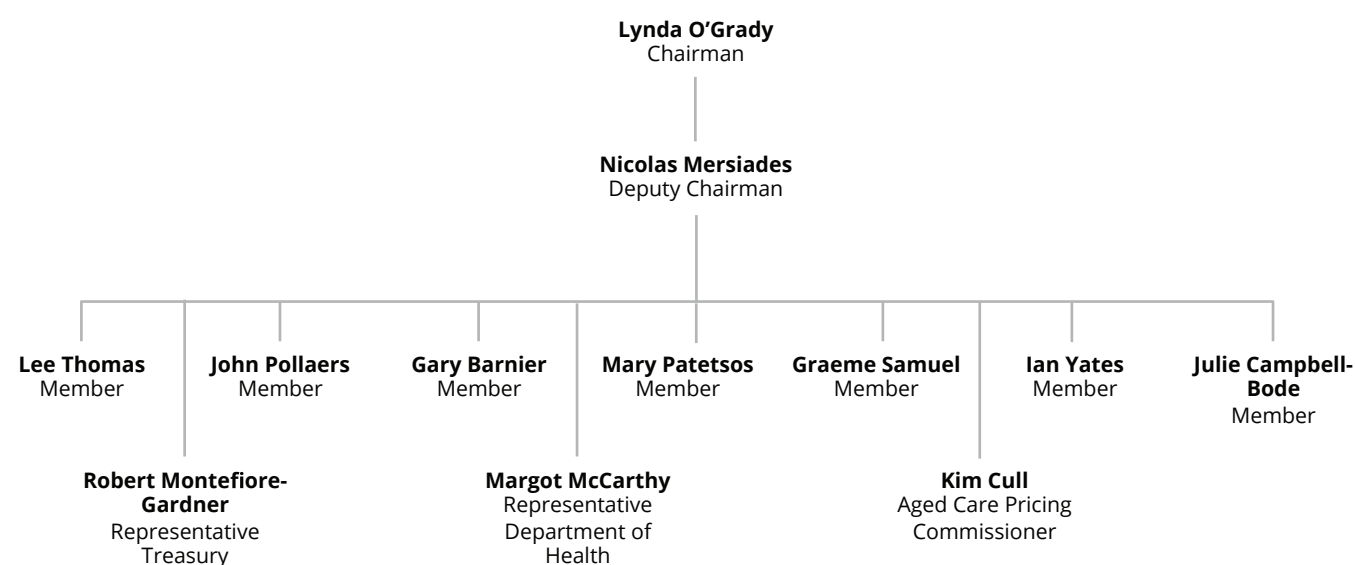 Lynda O’Grady
Chairman
Nicolas Mersiades
Deputy Chairman
Lee Thomas
Member
John Pollaers
Member
Gary Barnier
Member
Mary Patetsos
Member
Graeme Samuel
Member
Ian Yates
Member
Julie Campbell-
Bode
Member
Robert Montefiore-
Gardner
Representative
Treasury
Margot McCarthy
Representative
Department of
Health
Kim Cull
Aged Care Pricing
Commissioner